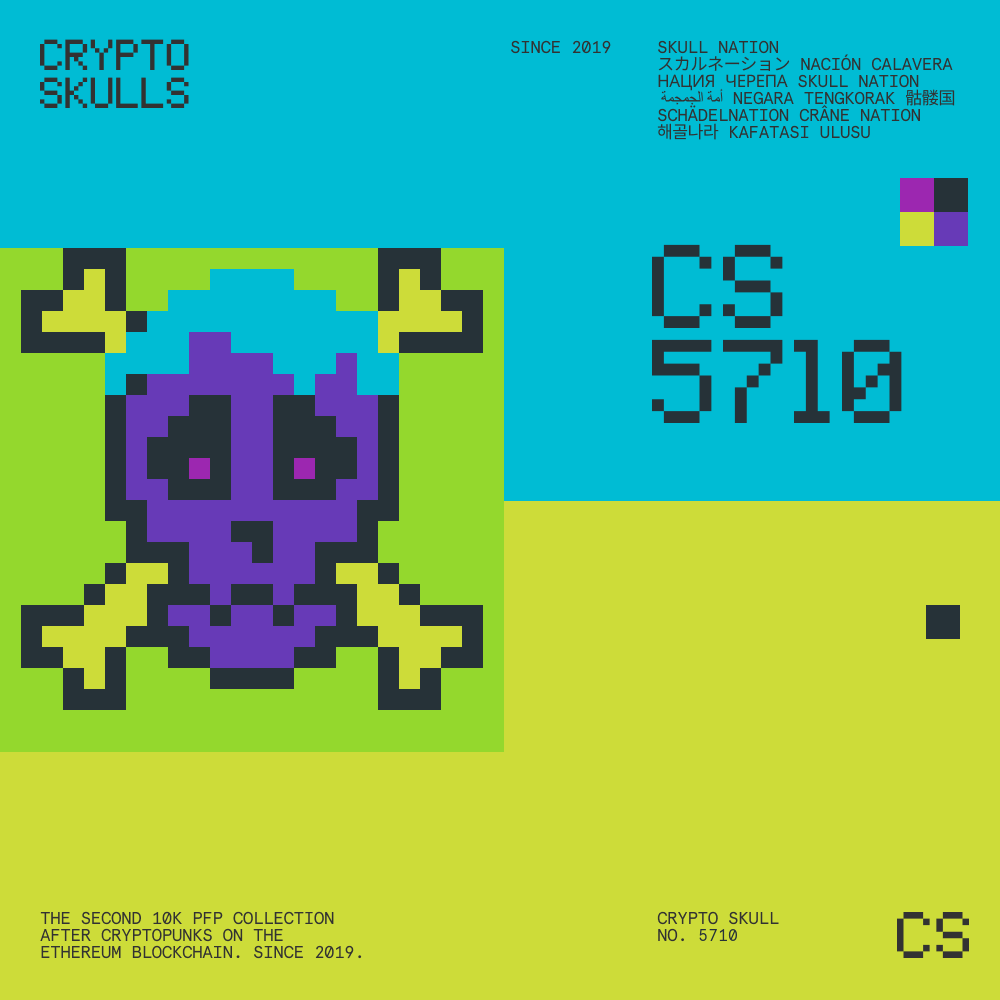 CRYPTO
SKULLS
SINCE 2019
SKULL NATION
スカルネーション NACIÓN CALAVERA
НАЦИЯ ЧЕРЕПА SKULL NATION
أمة الجمجمة NEGARA TENGKORAK 骷髅国
SCHÄDELNATION CRÂNE NATION
해골나라 KAFATASI ULUSU
CS
5710
THE SECOND 10K PFP COLLECTION
AFTER CRYPTOPUNKS ON THE
ETHEREUM BLOCKCHAIN. SINCE 2019.
CRYPTO SKULL
NO. 5710
CS